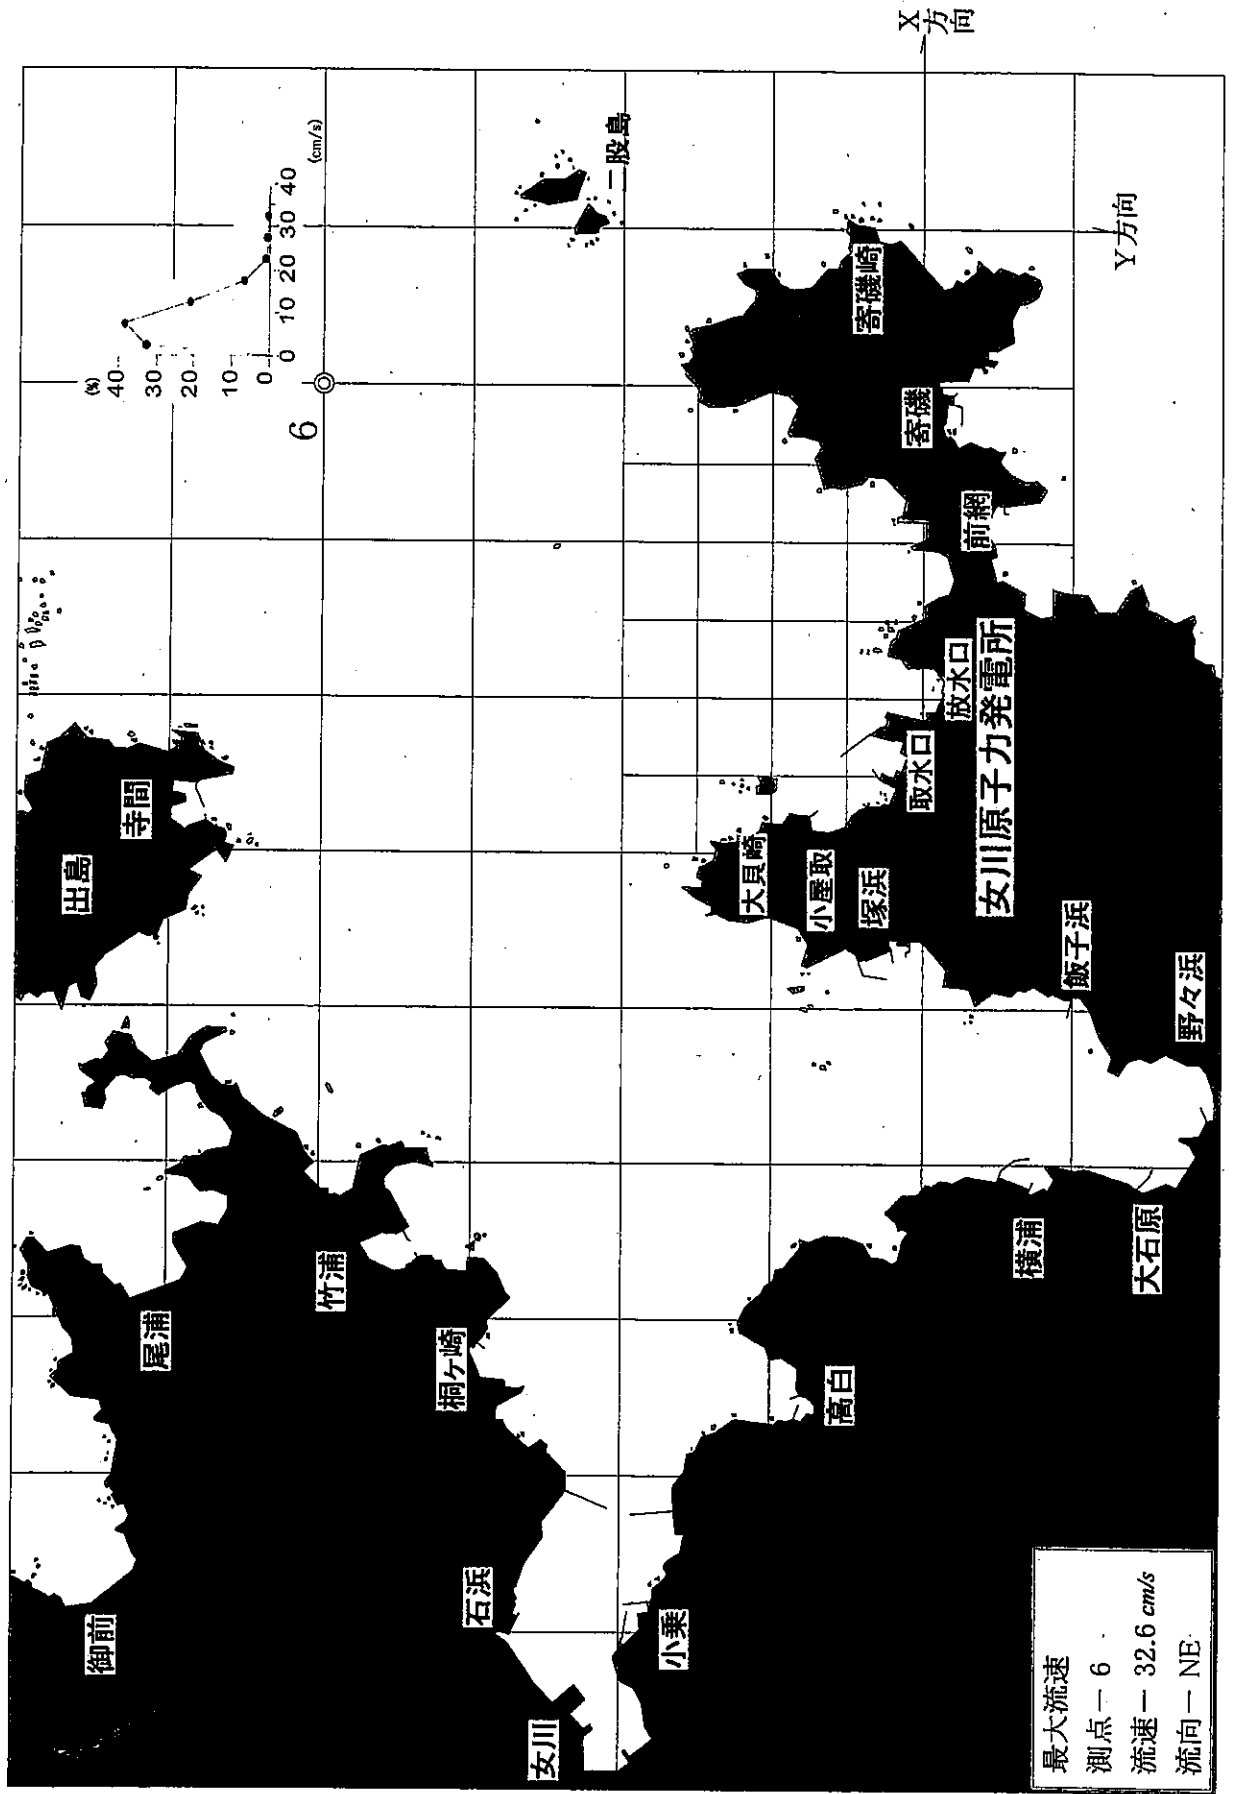 (%)
40
30
20
10
0
0
10
20
30
40
(cm/s)
6
二股島
X方向
Y方向
寄磯崎
寄磯
前網
放水口
取水口
女川原子力発電所
大貝崎
小屋取
塚浜
飯子浜
野々浜
寺間
出島
竹浦
尾浦
桐ヶ崎
石浜
御前
女川
小乗
高白
横浦
大石原
最大流速
測点－6
流速－32.6 cm/s
流向－NE